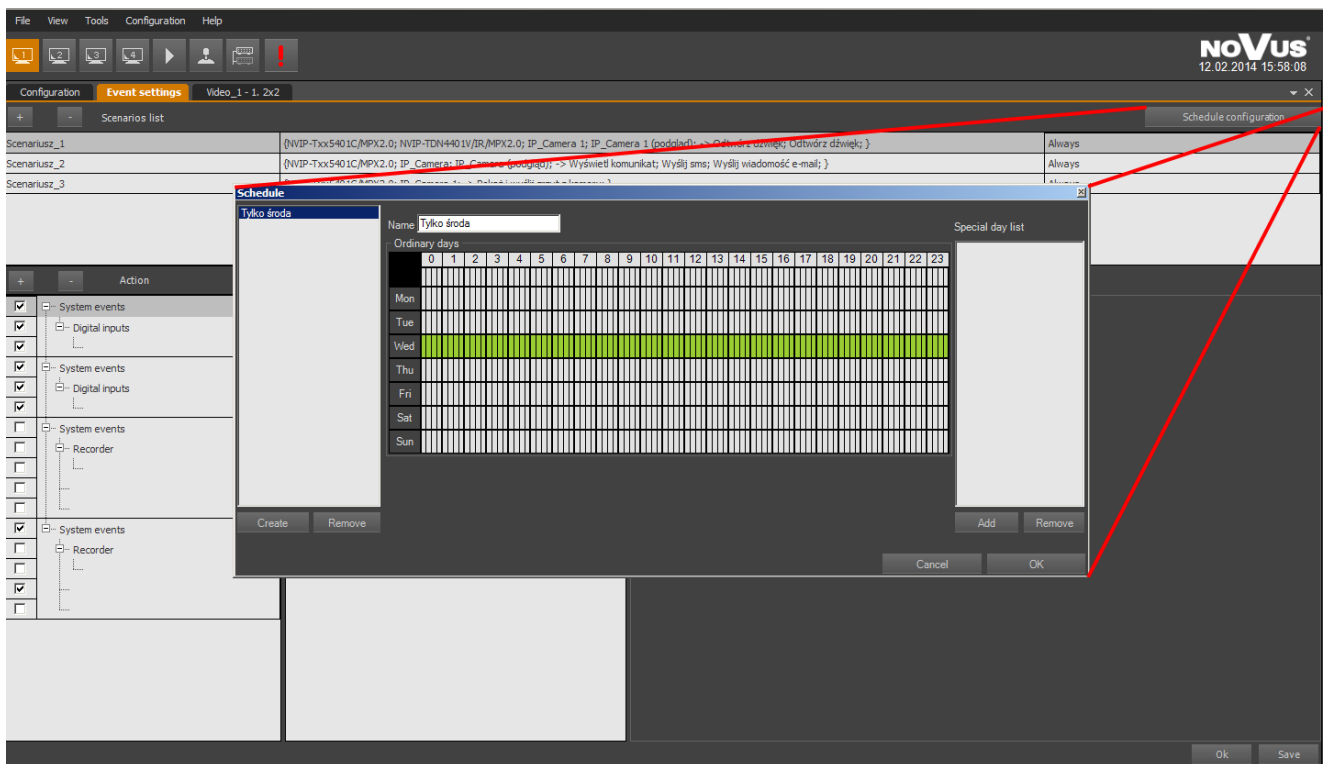 File View Tools Configuration Help
1 2 3 4
NOVUS
12.02.2014 15:58:08
Configuration Event settings Video_1 - 1. 2x2
+ - Scenarios list Schedule configuration
Scenariusz_1 {NVIP-Txx5401C/MPX2.0; NVIP-TDN4401V/IR/MPX2.0; IP_Camera 1; IP_Camera 1 (podgląd); -> Odtwórz dźwięk; Odtwórz dźwięk; } Always
Scenariusz_2 {NVIP-Txx5401C/MPX2.0; IP_Camera; IP_Camera (podgląd); -> Wyświetl komunikat; Wyślij sms; Wyślij wiadomość e-mail; } Always
Scenariusz_3
Schedule
Tylko środa
Name Tylko środa
Special day list
Ordinary days
0 1 2 3 4 5 6 7 8 9 10 11 12 13 14 15 16 17 18 19 20 21 22 23
Mon
Tue
Wed
Thu
Fri
Sat
Sun
Create Remove
Add Remove
Cancel OK
+ - Action
System events
Digital inputs
System events
Digital inputs
System events
Recorder
System events
Recorder
Ok Save